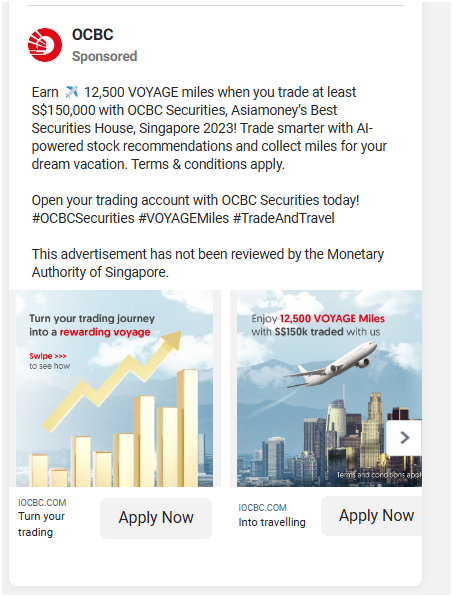 OCBC
Sponsored
Earn ✈️ 12,500 VOYAGE miles when you trade at least
S$150,000 with OCBC Securities, Asiamoney's Best
Securities House, Singapore 2023! Trade smarter with AI-
powered stock recommendations and collect miles for your
dream vacation. Terms & conditions apply.
Open your trading account with OCBC Securities today!
#OCBCSecurities #VOYAGEMiles #TradeAndTravel
This advertisement has not been reviewed by the Monetary
Authority of Singapore.
Turn your trading journey
into a rewarding voyage
Swipe >>>
to see how
IOCBC.COM
Turn your
trading
Apply Now
Enjoy 12,500 VOYAGE Miles
with S$150k traded with us
Terms and conditions appl
IOCBC.COM
Into travelling
Apply Now